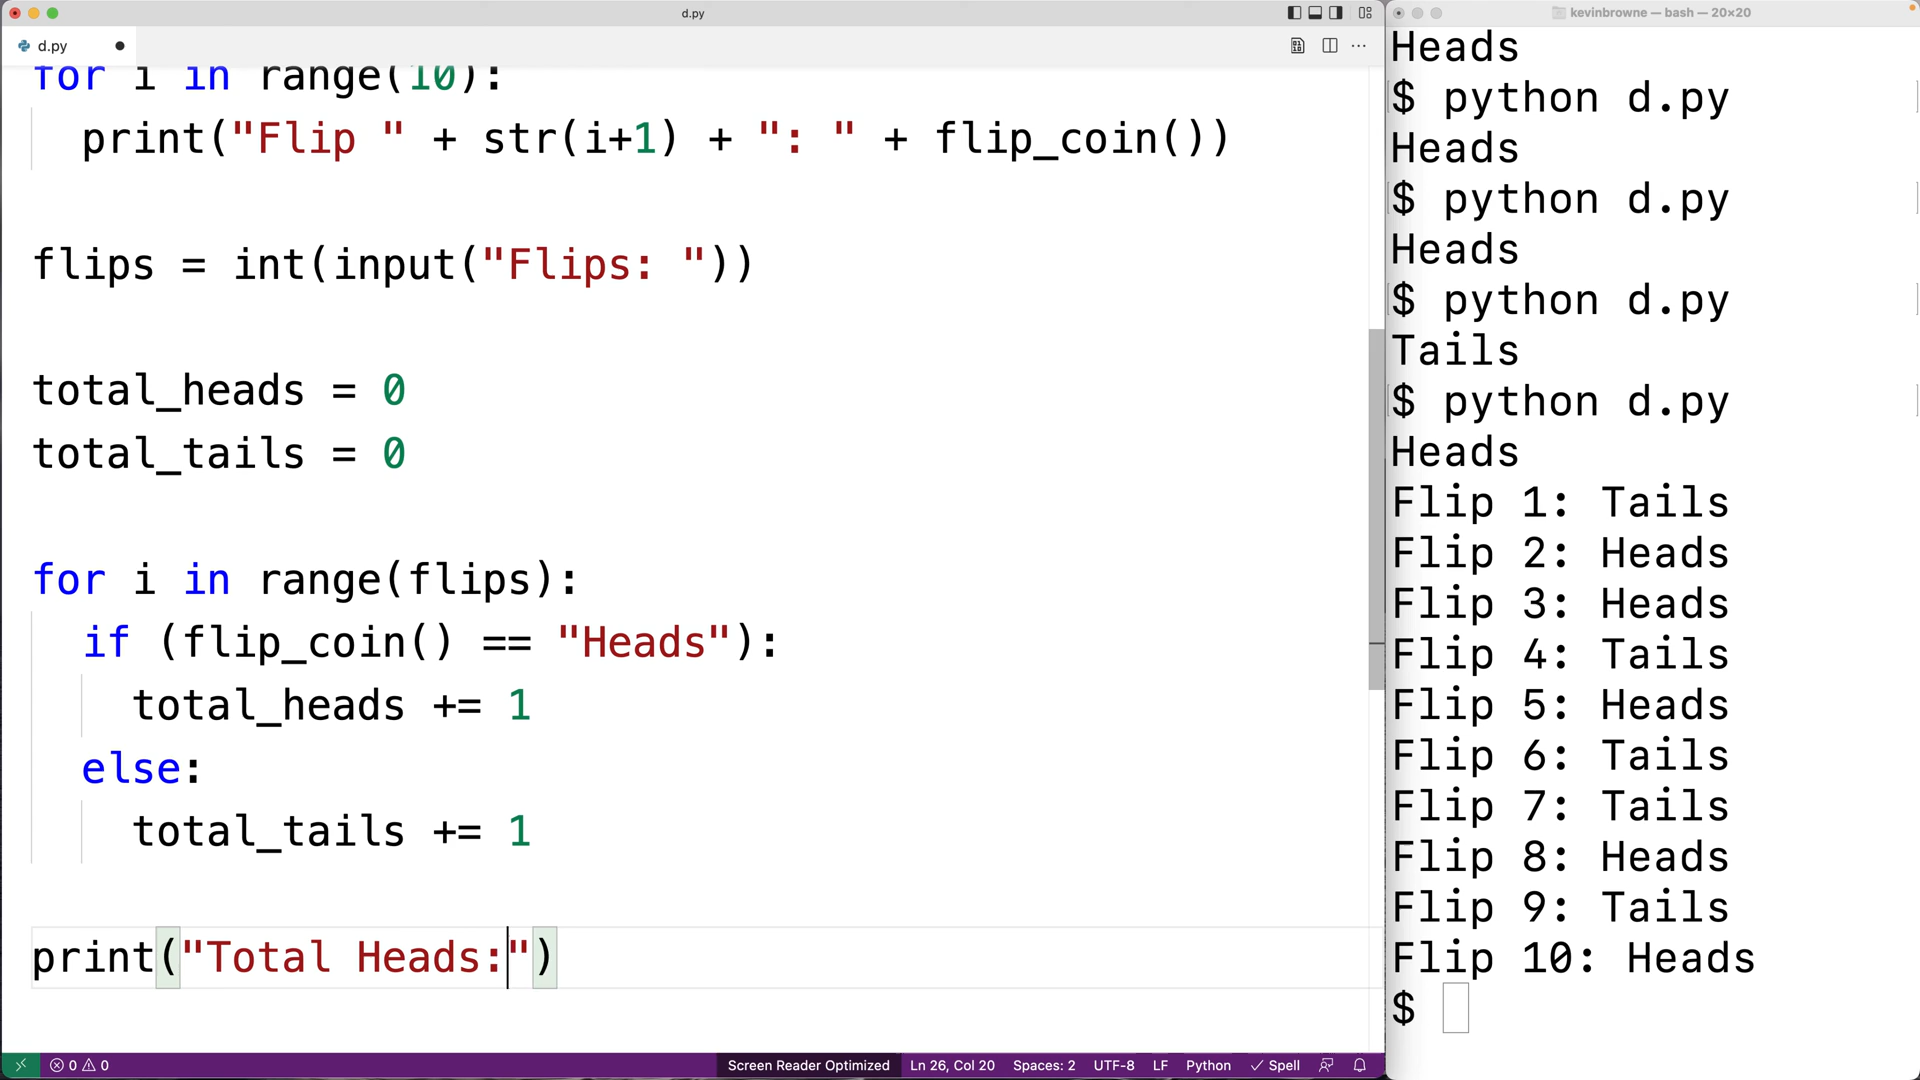 d.py
d.py
for i in range(10):
print("Flip " + str(i+1) + ": " + flip_coin())
flips = int(input("Flips: "))
total_heads = 0
total_tails = 0
for i in range(flips):
if (flip_coin() == "Heads"):
total_heads += 1
else:
total_tails += 1
print("Total Heads:")
0 0
Screen Reader Optimized
Ln 26, Col 20
Spaces: 2
UTF-8
LF
Python
Spell
kevinbrowne — bash — 20×20
Heads
$ python d.py
Heads
$ python d.py
Heads
$ python d.py
Tails
$ python d.py
Heads
Flip 1: Tails
Flip 2: Heads
Flip 3: Heads
Flip 4: Tails
Flip 5: Heads
Flip 6: Tails
Flip 7: Tails
Flip 8: Heads
Flip 9: Tails
Flip 10: Heads
$